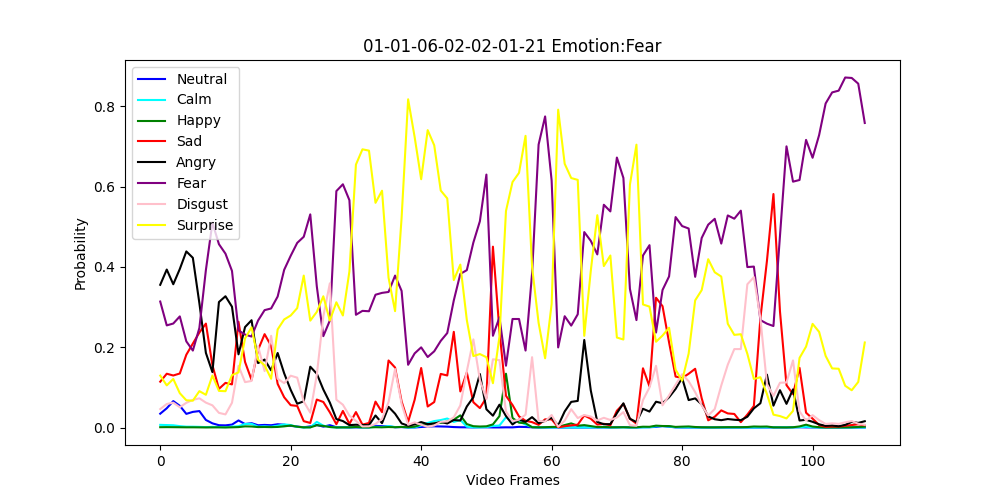 01-01-06-02-02-01-21 Emotion:Fear
Neutral
Calm
Happy
Sad
Angry
Fear
Disgust
Surprise
0.8
0.6
0.4
0.2
0.0
Probability
0 20 40 60 80 100
Video Frames